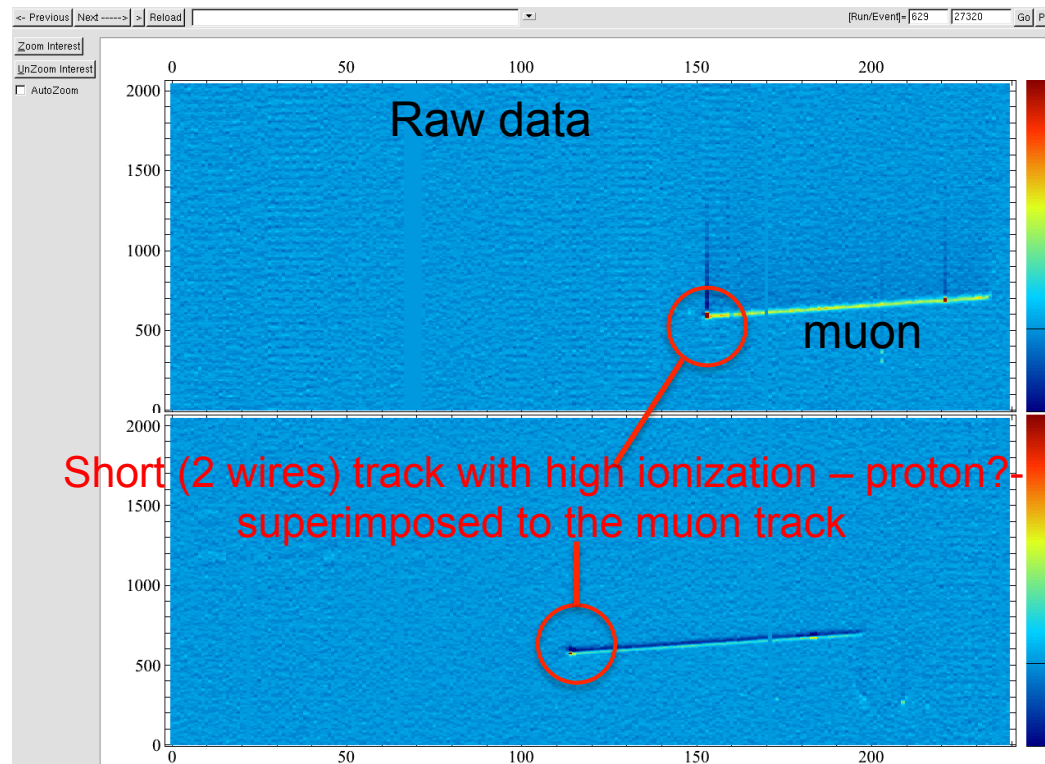 <- Previous Next -----> > Reload [Run/Event]= 629 27320 Go P
Zoom Interest
UnZoom Interest
AutoZoom
0 50 100 150 200
2000
Raw data
1500
1000
500
muon
0
2000
Short (2 wires) track with high ionization – proton?-
1500
superimposed to the muon track
1000
500
0
0 50 100 150 200